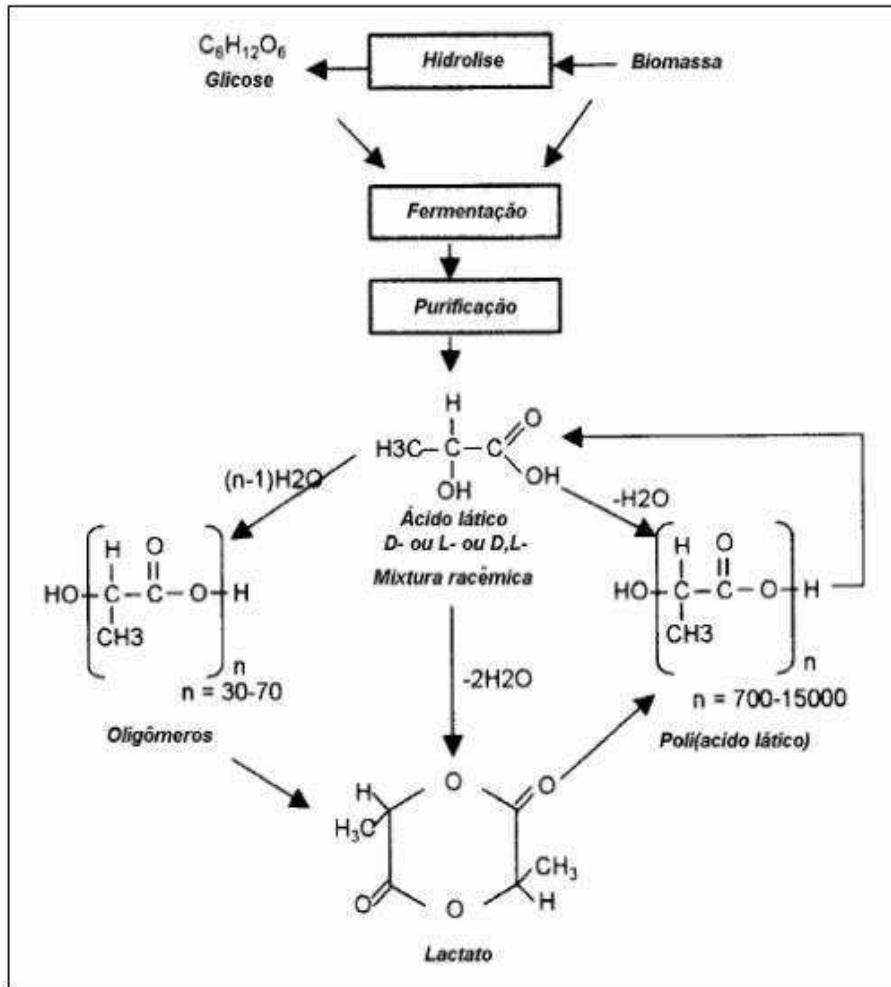 C₆H₁₂O₆
Glicose
Hidrolise
Biomassa
Fermentação
Purificação
H
O
H3C
C
C
OH
OH
(n-1)H2O
-H2O
Ácido lático
D- ou L- ou D,L-
Mixtura racêmica
H
O
HO
C
C
O
H
CH3
n
n = 30-70
Oligômeros
H
O
HO
C
C
O
H
CH3
n
n = 700-15000
Poli(acido lático)
-2H2O
O
O
H
H₃C
CH₃
H
O
O
Lactato